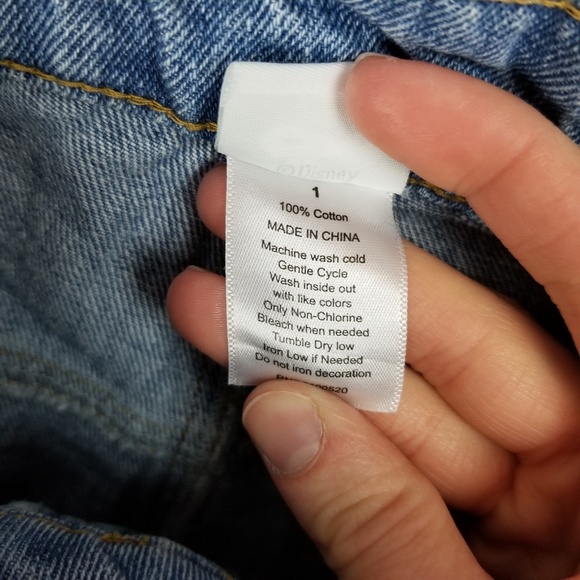 ©Disney
1
100% Cotton
MADE IN CHINA
Machine wash cold
Gentle Cycle
Wash inside out
with like colors
Only Non-Chlorine
Bleach when needed
Tumble Dry low
Iron Low if Needed
Do not iron decoration